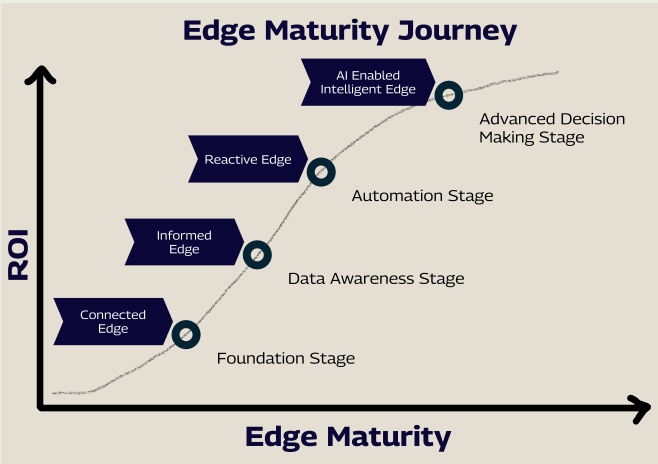 Edge Maturity Journey
AI Enabled
Intelligent Edge
Advanced Decision
Making Stage
Reactive Edge
Automation Stage
Informed
Edge
Data Awareness Stage
Connected
Edge
Foundation Stage
ROI
Edge Maturity